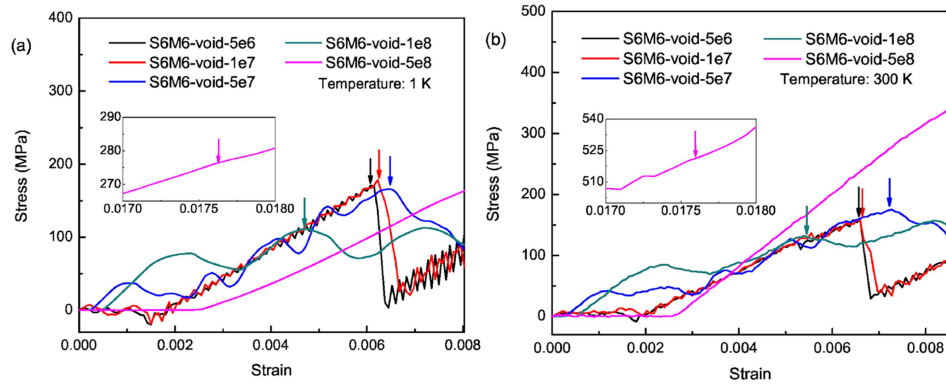 (a)
400
300
200
100
0
Stress (MPa)
S6M6-void-5e6
S6M6-void-1e7
S6M6-void-5e7
S6M6-void-1e8
S6M6-void-5e8
Temperature: 1 K
290
280
270
0.0170 0.0175 0.0180
0.000 0.002 0.004 0.006 0.008
Strain
(b)
500
400
300
200
100
0
Stress (MPa)
S6M6-void-5e6
S6M6-void-1e7
S6M6-void-5e7
S6M6-void-1e8
S6M6-void-5e8
Temperature: 300 K
540
525
510
0.0170 0.0175 0.0180
0.000 0.002 0.004 0.006 0.008
Strain